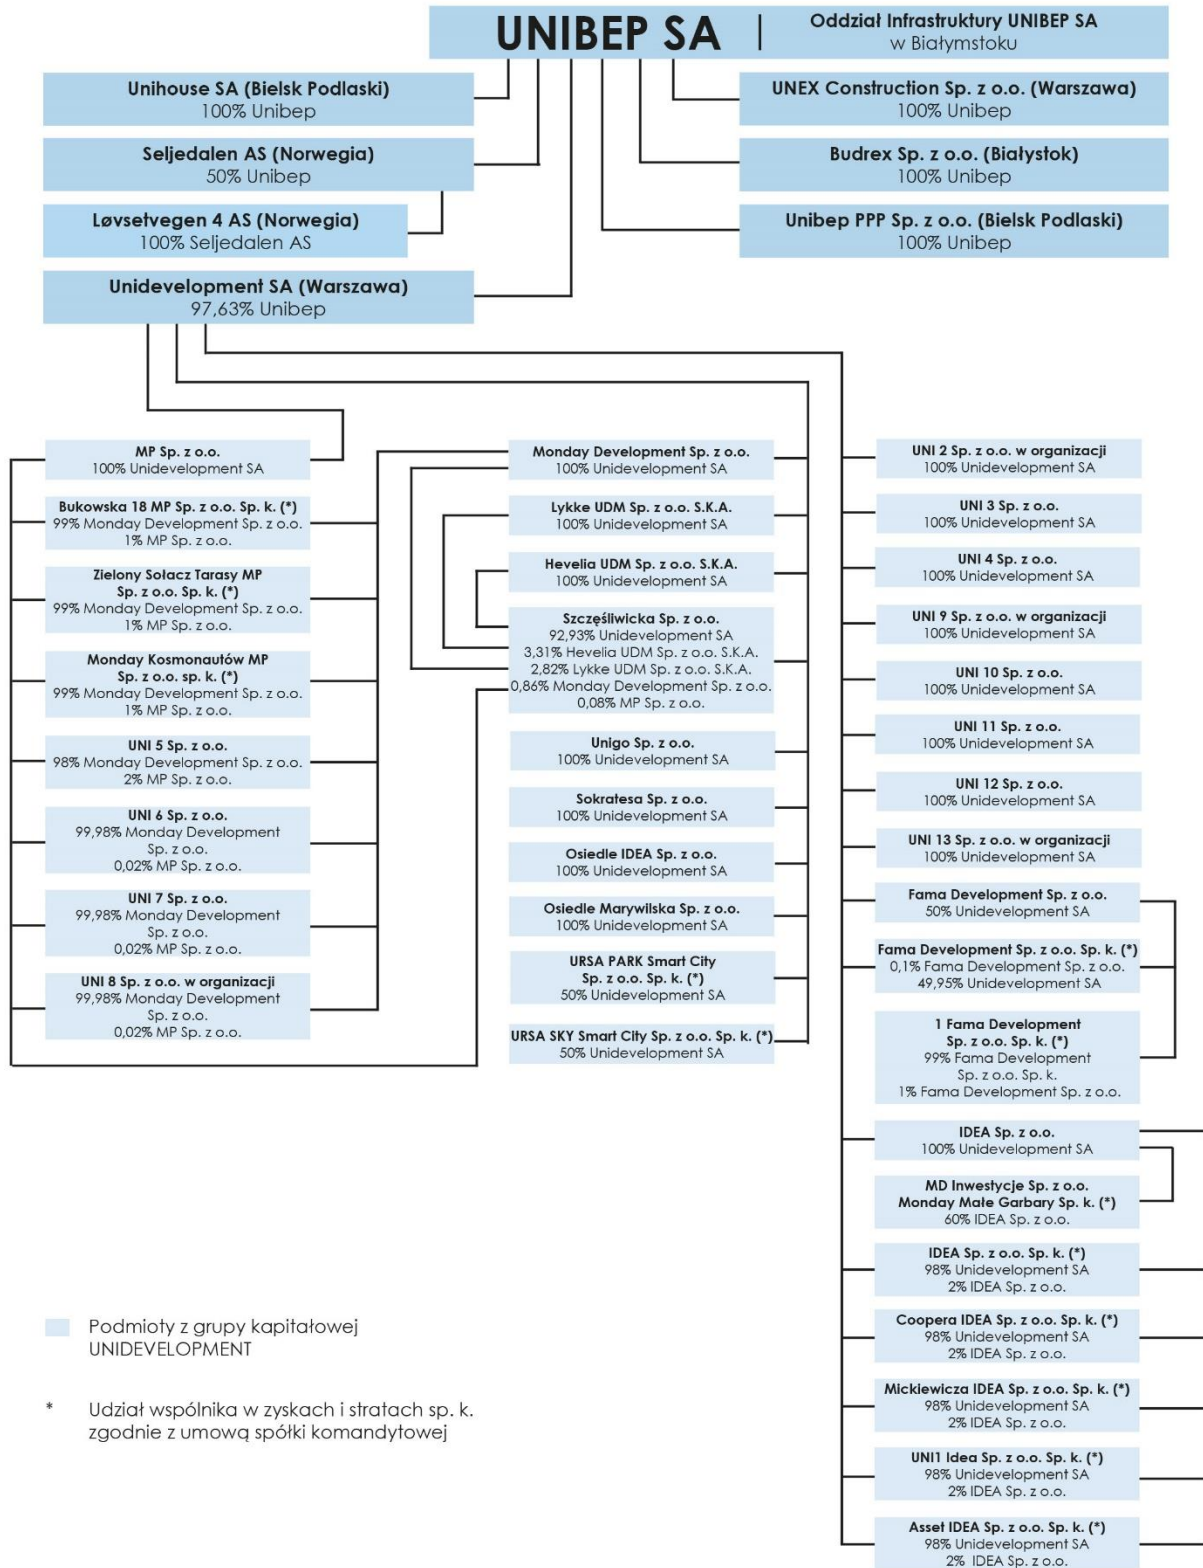 UNIBEP SA
Oddział Infrastruktury UNIBEP SA
w Białymstoku
Unihouse SA (Bielsk Podlaski)
100% Unibep
UNEX Construction Sp. z o.o. (Warszawa)
100% Unibep
Seljedalen AS (Norwegia)
50% Unibep
Budrex Sp. z o.o. (Białystok)
100% Unibep
Løvsetvegen 4 AS (Norwegia)
100% Seljedalen AS
Unibep PPP Sp. z o.o. (Bielsk Podlaski)
100% Unibep
Unidevelopment SA (Warszawa)
97,63% Unibep
MP Sp. z o.o.
100% Unidevelopment SA
Bukowska 18 MP Sp. z o.o. Sp. k. (*)
99% Monday Development Sp. z o.o.
1% MP Sp. z o.o.
Zielony Sołacz Tarasy MP
Sp. z o.o. Sp. k. (*)
99% Monday Development Sp. z o.o.
1% MP Sp. z o.o.
Monday Kosmonautów MP
Sp. z o.o. sp. k. (*)
99% Monday Development Sp. z o.o.
1% MP Sp. z o.o.
UNI 5 Sp. z o.o.
98% Monday Development Sp. z o.o.
2% MP Sp. z o.o.
UNI 6 Sp. z o.o.
99,98% Monday Development
Sp. z o.o.
0,02% MP Sp. z o.o.
UNI 7 Sp. z o.o.
99,98% Monday Development
Sp. z o.o.
0,02% MP Sp. z o.o.
UNI 8 Sp. z o.o. w organizacji
99,98% Monday Development
Sp. z o.o.
0,02% MP Sp. z o.o.
Monday Development Sp. z o.o.
100% Unidevelopment SA
Lykke UDM Sp. z o.o. S.K.A.
100% Unidevelopment SA
Hevelia UDM Sp. z o.o. S.K.A.
100% Unidevelopment SA
Szczęśliwicka Sp. z o.o.
92,93% Unidevelopment SA
3,31% Hevelia UDM Sp. z o.o. S.K.A.
2,82% Lykke UDM Sp. z o.o. S.K.A.
0,86% Monday Development Sp. z o.o.
0,08% MP Sp. z o.o.
Unigo Sp. z o.o.
100% Unidevelopment SA
Sokratesa Sp. z o.o.
100% Unidevelopment SA
Osiedle IDEA Sp. z o.o.
100% Unidevelopment SA
Osiedle Marywilska Sp. z o.o.
100% Unidevelopment SA
URSA PARK Smart City
Sp. z o.o. Sp. k. (*)
50% Unidevelopment SA
URSA SKY Smart City Sp. z o.o. Sp. k. (*)
50% Unidevelopment SA
UNI 2 Sp. z o.o. w organizacji
100% Unidevelopment SA
UNI 3 Sp. z o.o.
100% Unidevelopment SA
UNI 4 Sp. z o.o.
100% Unidevelopment SA
UNI 9 Sp. z o.o. w organizacji
100% Unidevelopment SA
UNI 10 Sp. z o.o.
100% Unidevelopment SA
UNI 11 Sp. z o.o.
100% Unidevelopment SA
UNI 12 Sp. z o.o.
100% Unidevelopment SA
UNI 13 Sp. z o.o. w organizacji
100% Unidevelopment SA
Fama Development Sp. z o.o.
50% Unidevelopment SA
Fama Development Sp. z o.o. Sp. k. (*)
0,1% Fama Development Sp. z o.o.
49,95% Unidevelopment SA
1 Fama Development
Sp. z o.o. Sp. k. (*)
99% Fama Development
Sp. z o.o. Sp. k.
1% Fama Development Sp. z o.o.
IDEA Sp. z o.o.
100% Unidevelopment SA
MD Inwestycje Sp. z o.o.
Monday Małe Garbary Sp. k. (*)
60% IDEA Sp. z o.o.
IDEA Sp. z o.o. Sp. k. (*)
98% Unidevelopment SA
2% IDEA Sp. z o.o.
Coopera IDEA Sp. z o.o. Sp. k. (*)
98% Unidevelopment SA
2% IDEA Sp. z o.o.
Mickiewicza IDEA Sp. z o.o. Sp. k. (*)
98% Unidevelopment SA
2% IDEA Sp. z o.o.
UNI1 Idea Sp. z o.o. Sp. k. (*)
98% Unidevelopment SA
2% IDEA Sp. z o.o.
Asset IDEA Sp. z o.o. Sp. k. (*)
98% Unidevelopment SA
2% IDEA Sp. z o.o.
Podmioty z grupy kapitałowej
UNIDEVELOPMENT
* Udział wspólnika w zyskach i stratach sp. k.
zgodnie z umową spółki komandytowej